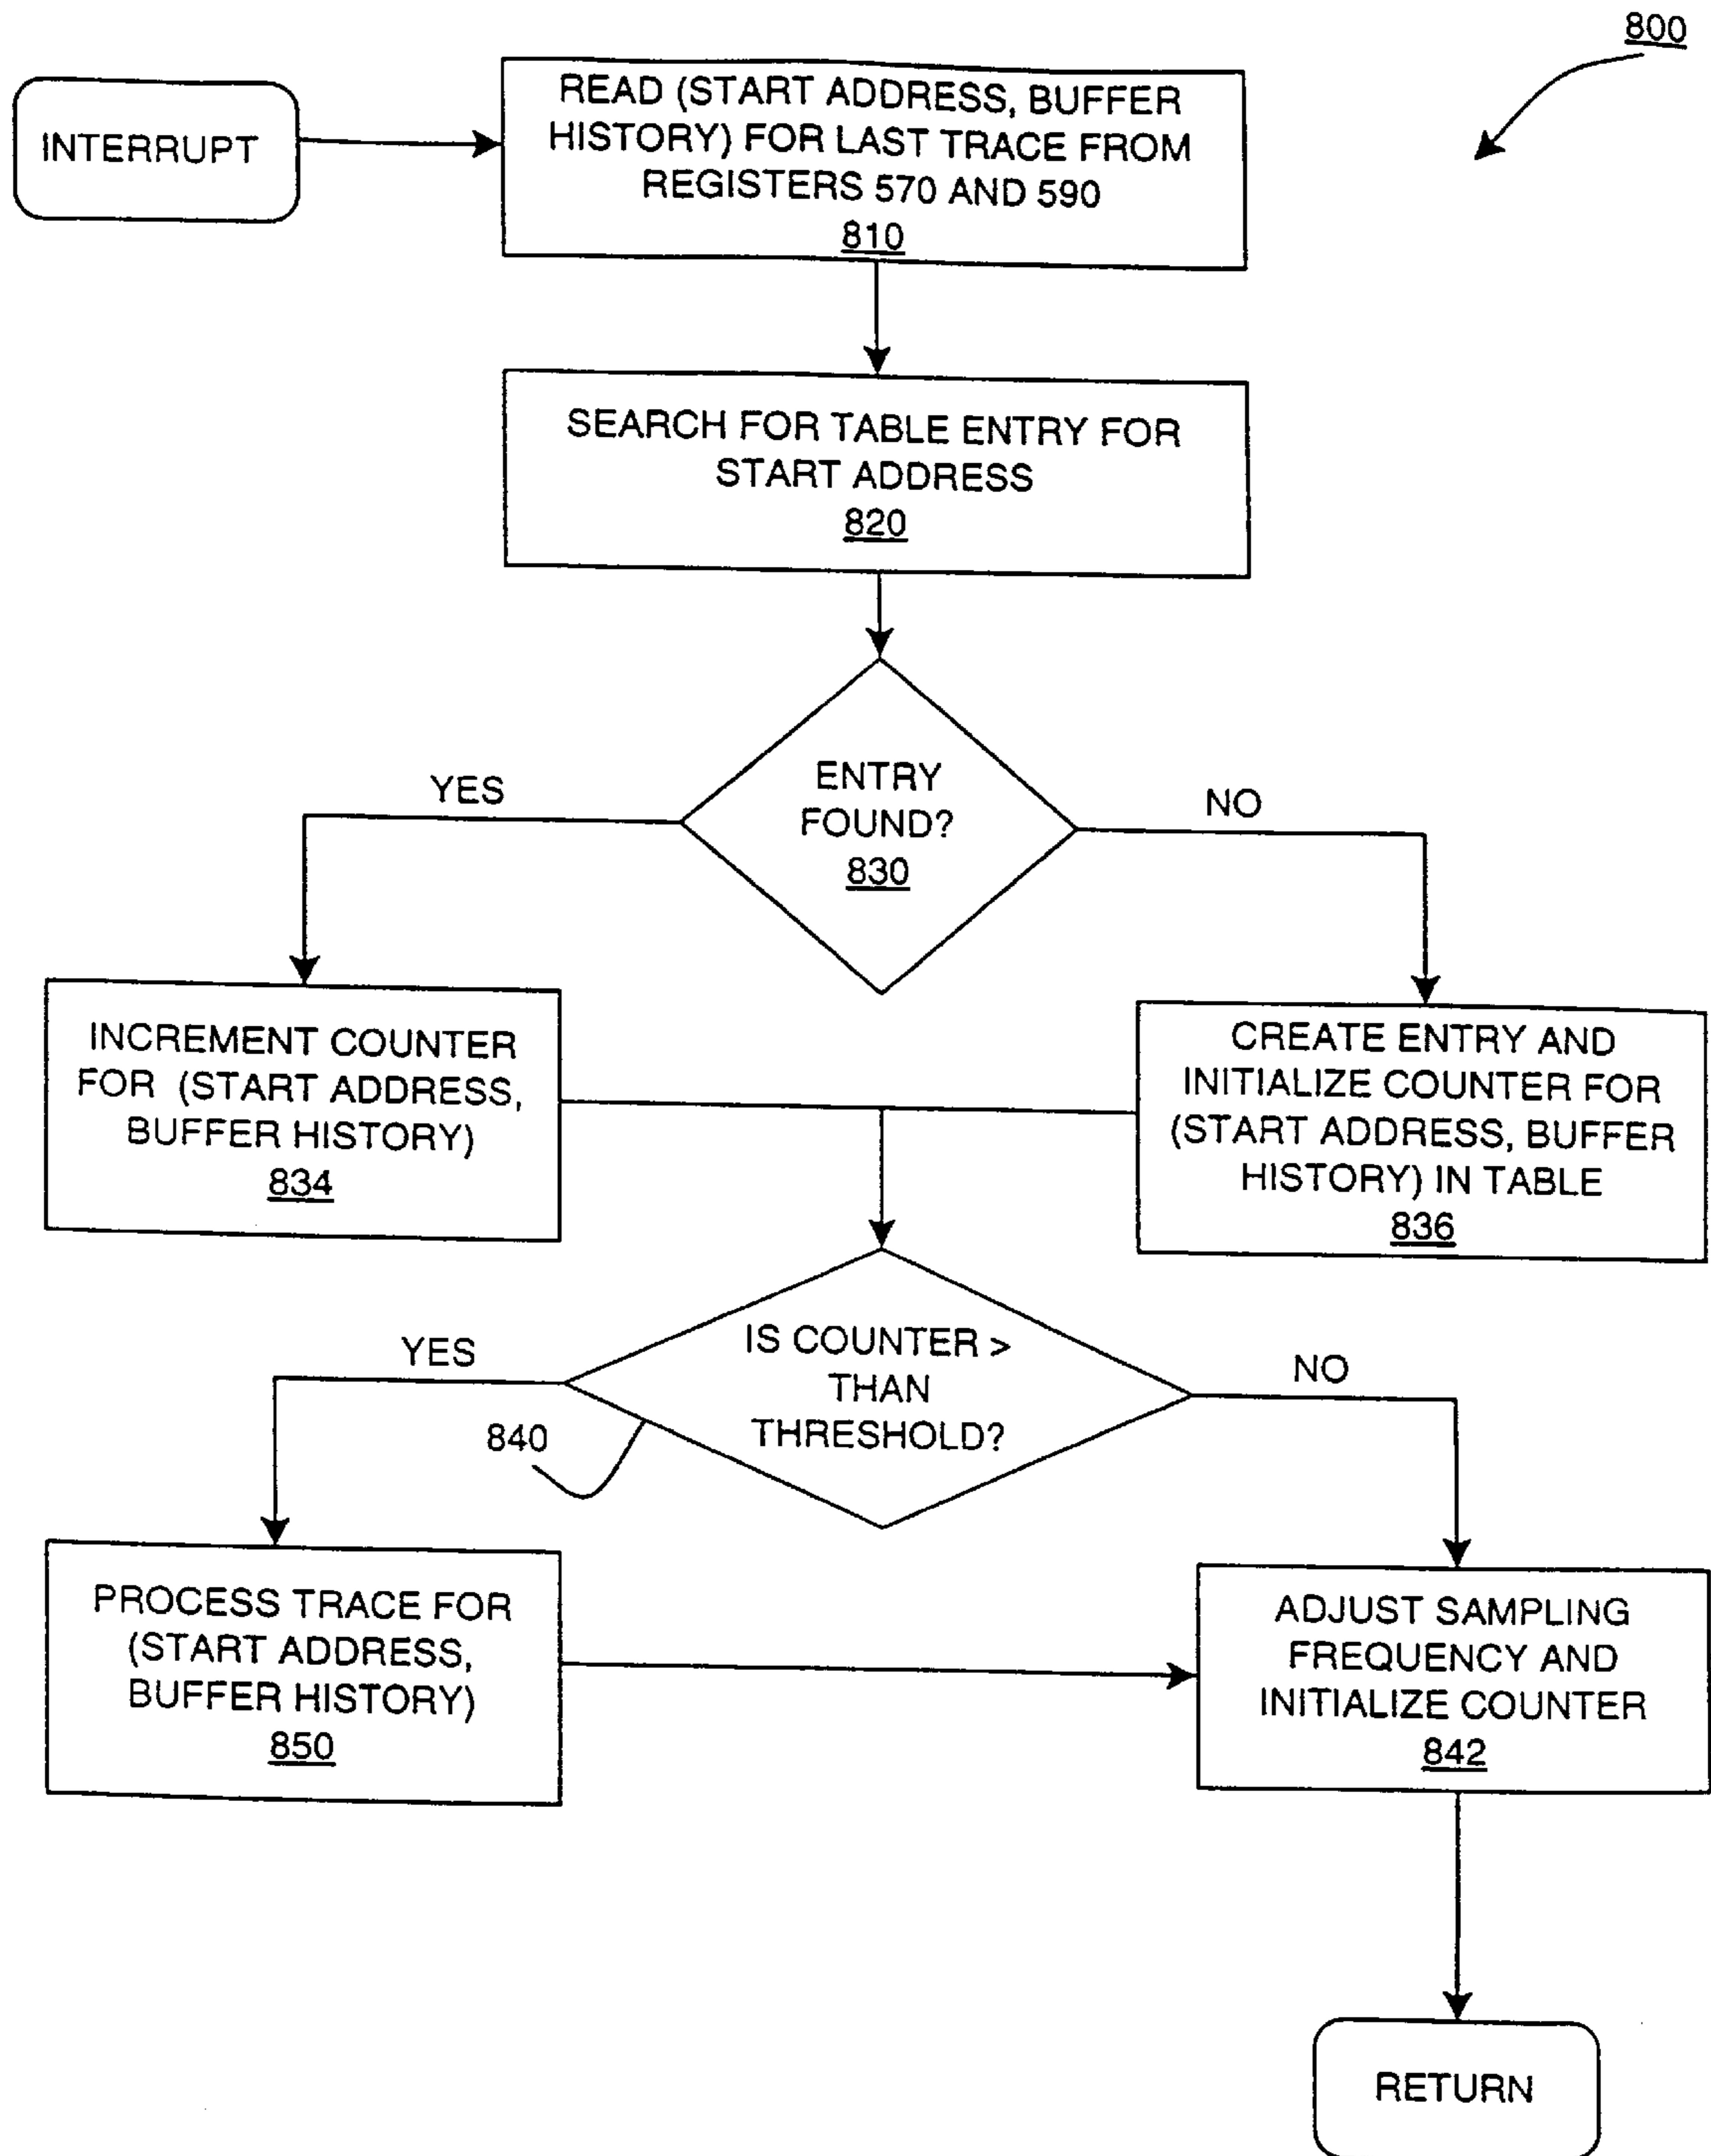 800
INTERRUPT
READ (START ADDRESS, BUFFER
HISTORY) FOR LAST TRACE FROM
REGISTERS 570 AND 590
810
SEARCH FOR TABLE ENTRY FOR
START ADDRESS
820
ENTRY
FOUND?
830
YES
NO
INCREMENT COUNTER
FOR (START ADDRESS,
BUFFER HISTORY)
834
CREATE ENTRY AND
INITIALIZE COUNTER FOR
(START ADDRESS, BUFFER
HISTORY) IN TABLE
836
IS COUNTER >
THAN
THRESHOLD?
840
YES
NO
PROCESS TRACE FOR
(START ADDRESS,
BUFFER HISTORY)
850
ADJUST SAMPLING
FREQUENCY AND
INITIALIZE COUNTER
842
RETURN